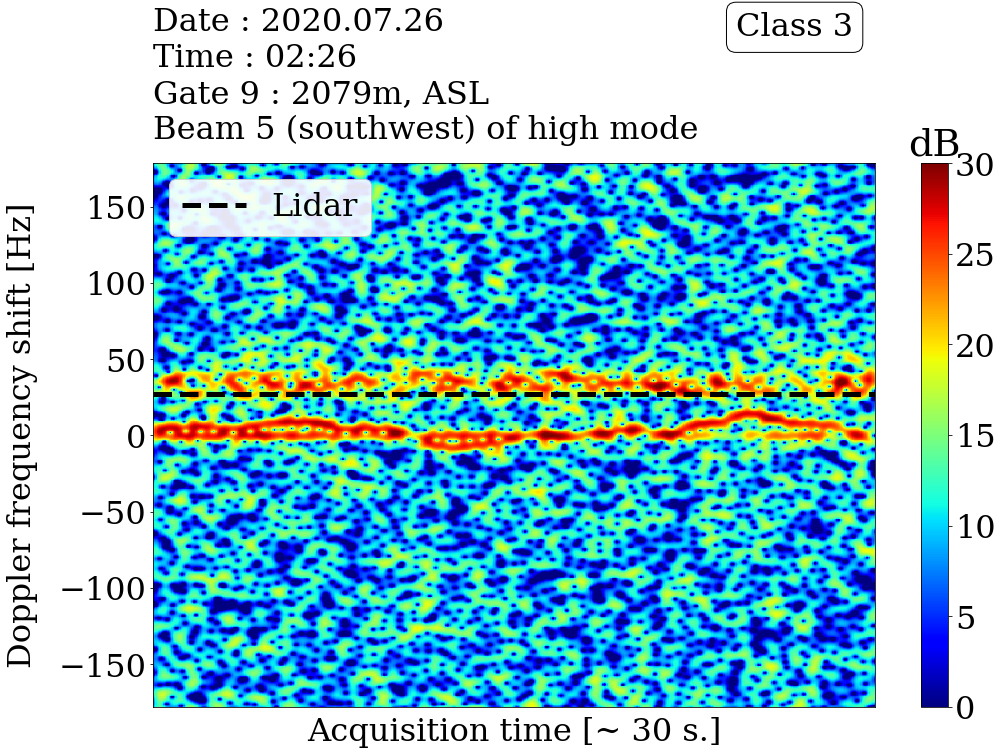 Date : 2020.07.26
Time : 02:26
Gate 9 : 2079m, ASL
Beam 5 (southwest) of high mode
Class 3
dB
Lidar
Doppler frequency shift [Hz]
150
100
50
0
−50
−100
−150
30
25
20
15
10
5
0
Acquisition time [~ 30 s.]